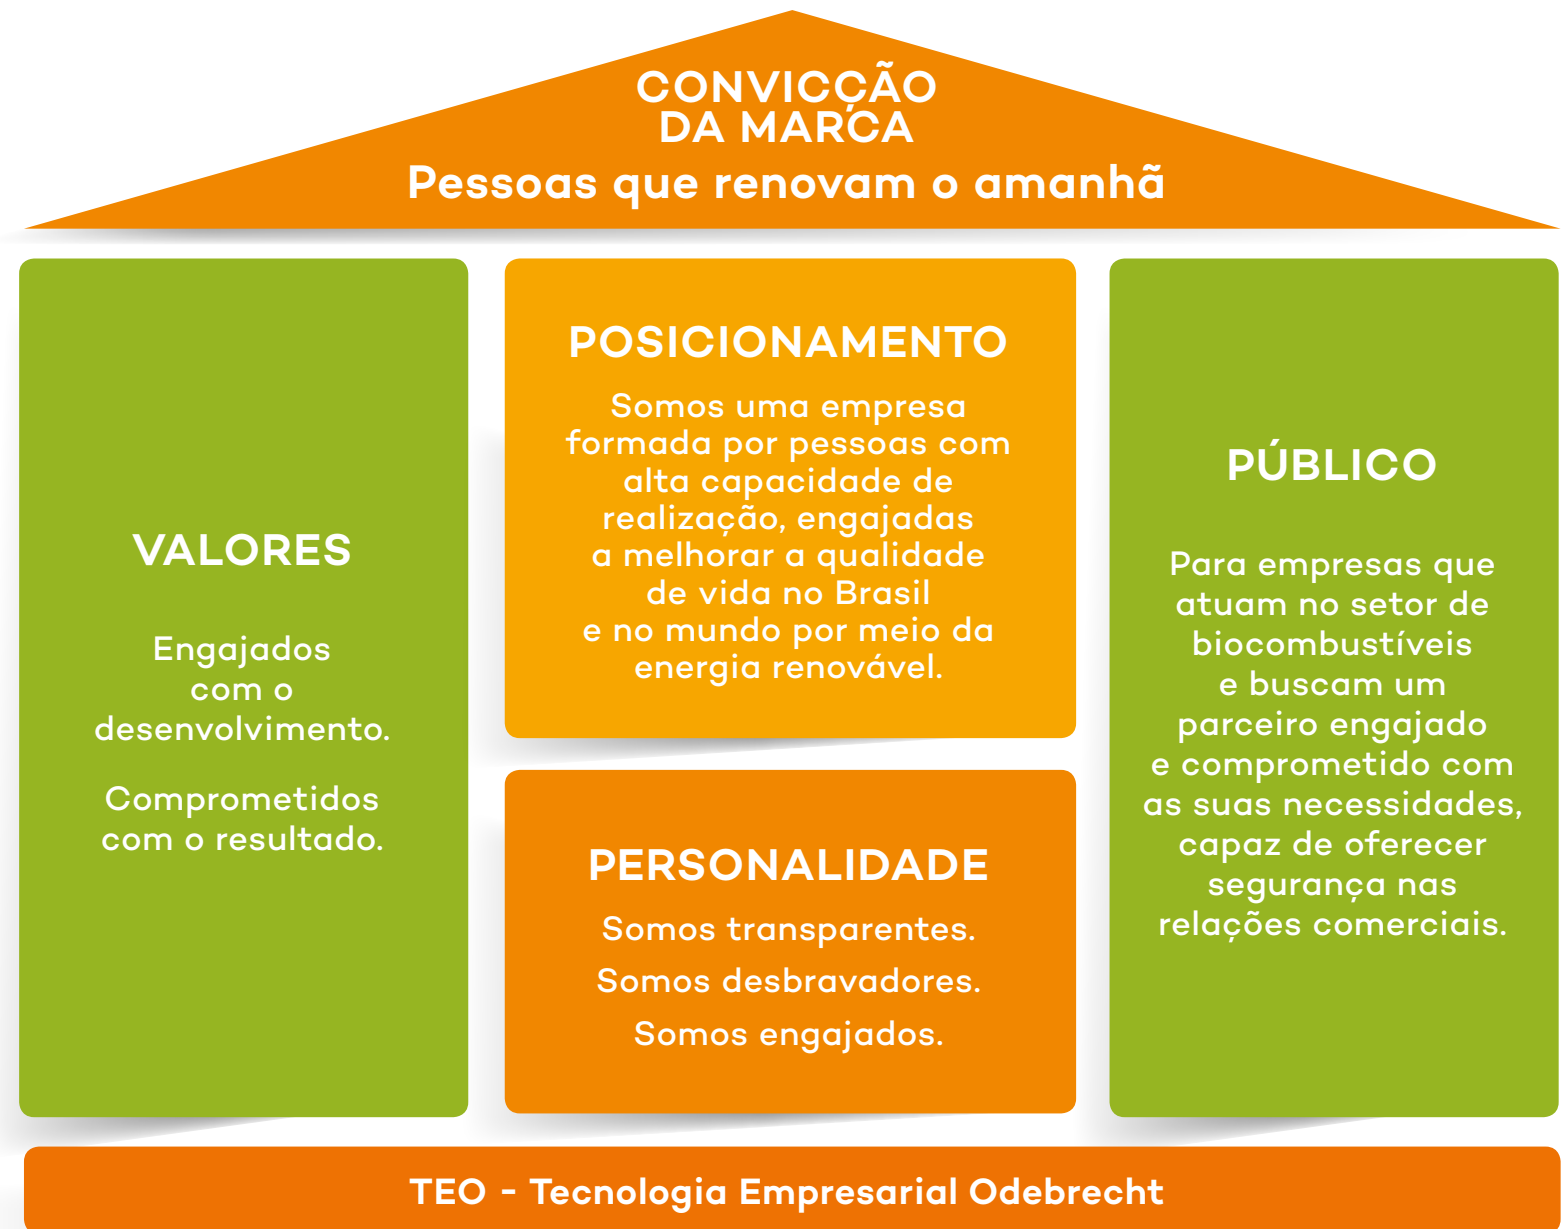 CONVICÇÃO
DA MARCA
Pessoas que renovam o amanhã
VALORES
Engajados
com o
desenvolvimento.
Comprometidos
com o resultado.
POSICIONAMENTO
Somos uma empresa
formada por pessoas com
alta capacidade de
realização, engajadas
a melhorar a qualidade
de vida no Brasil
e no mundo por meio da
energia renovável.
PERSONALIDADE
Somos transparentes.
Somos desbravadores.
Somos engajados.
PÚBLICO
Para empresas que
atuam no setor de
biocombustíveis
e buscam um
parceiro engajado
e comprometido com
as suas necessidades,
capaz de oferecer
segurança nas
relações comerciais.
TEO - Tecnologia Empresarial Odebrecht